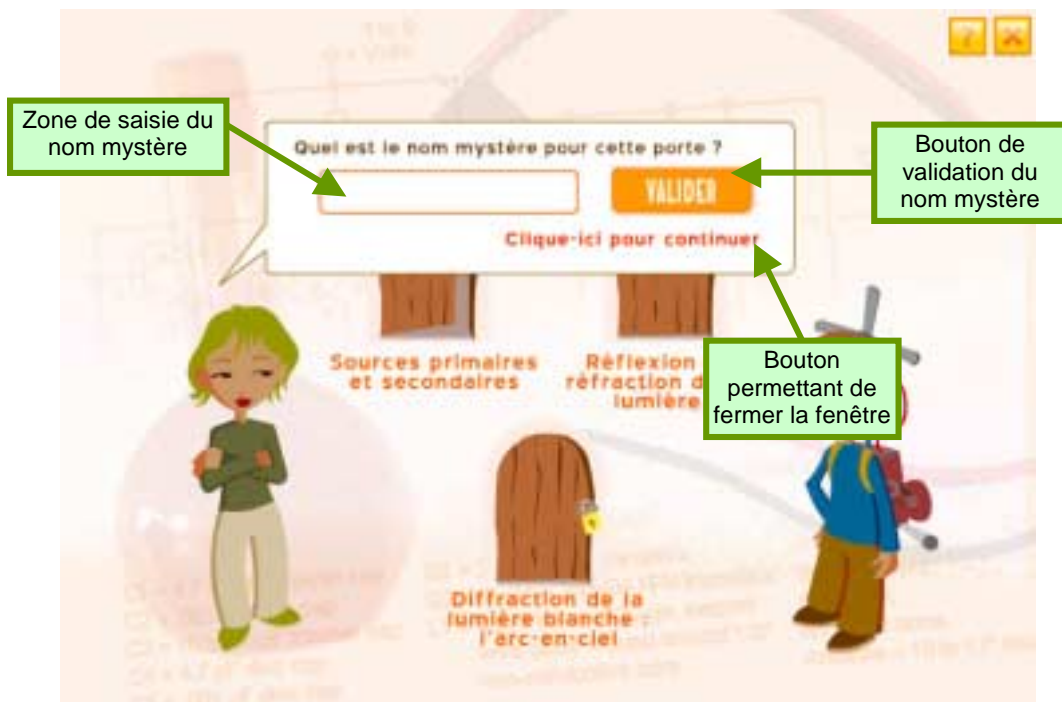 ?
Zone de saisie du
nom mystère
Quel est le nom mystère pour cette porte ?
VALIDER
Bouton de
validation du
nom mystère
Clique-ici pour continuer
Sources primaires
et secondaires
Réflexion
réfraction d
lumière
Bouton
permettant de
fermer la fenêtre
Diffraction de la
lumière blanche :
l'arc-en-ciel